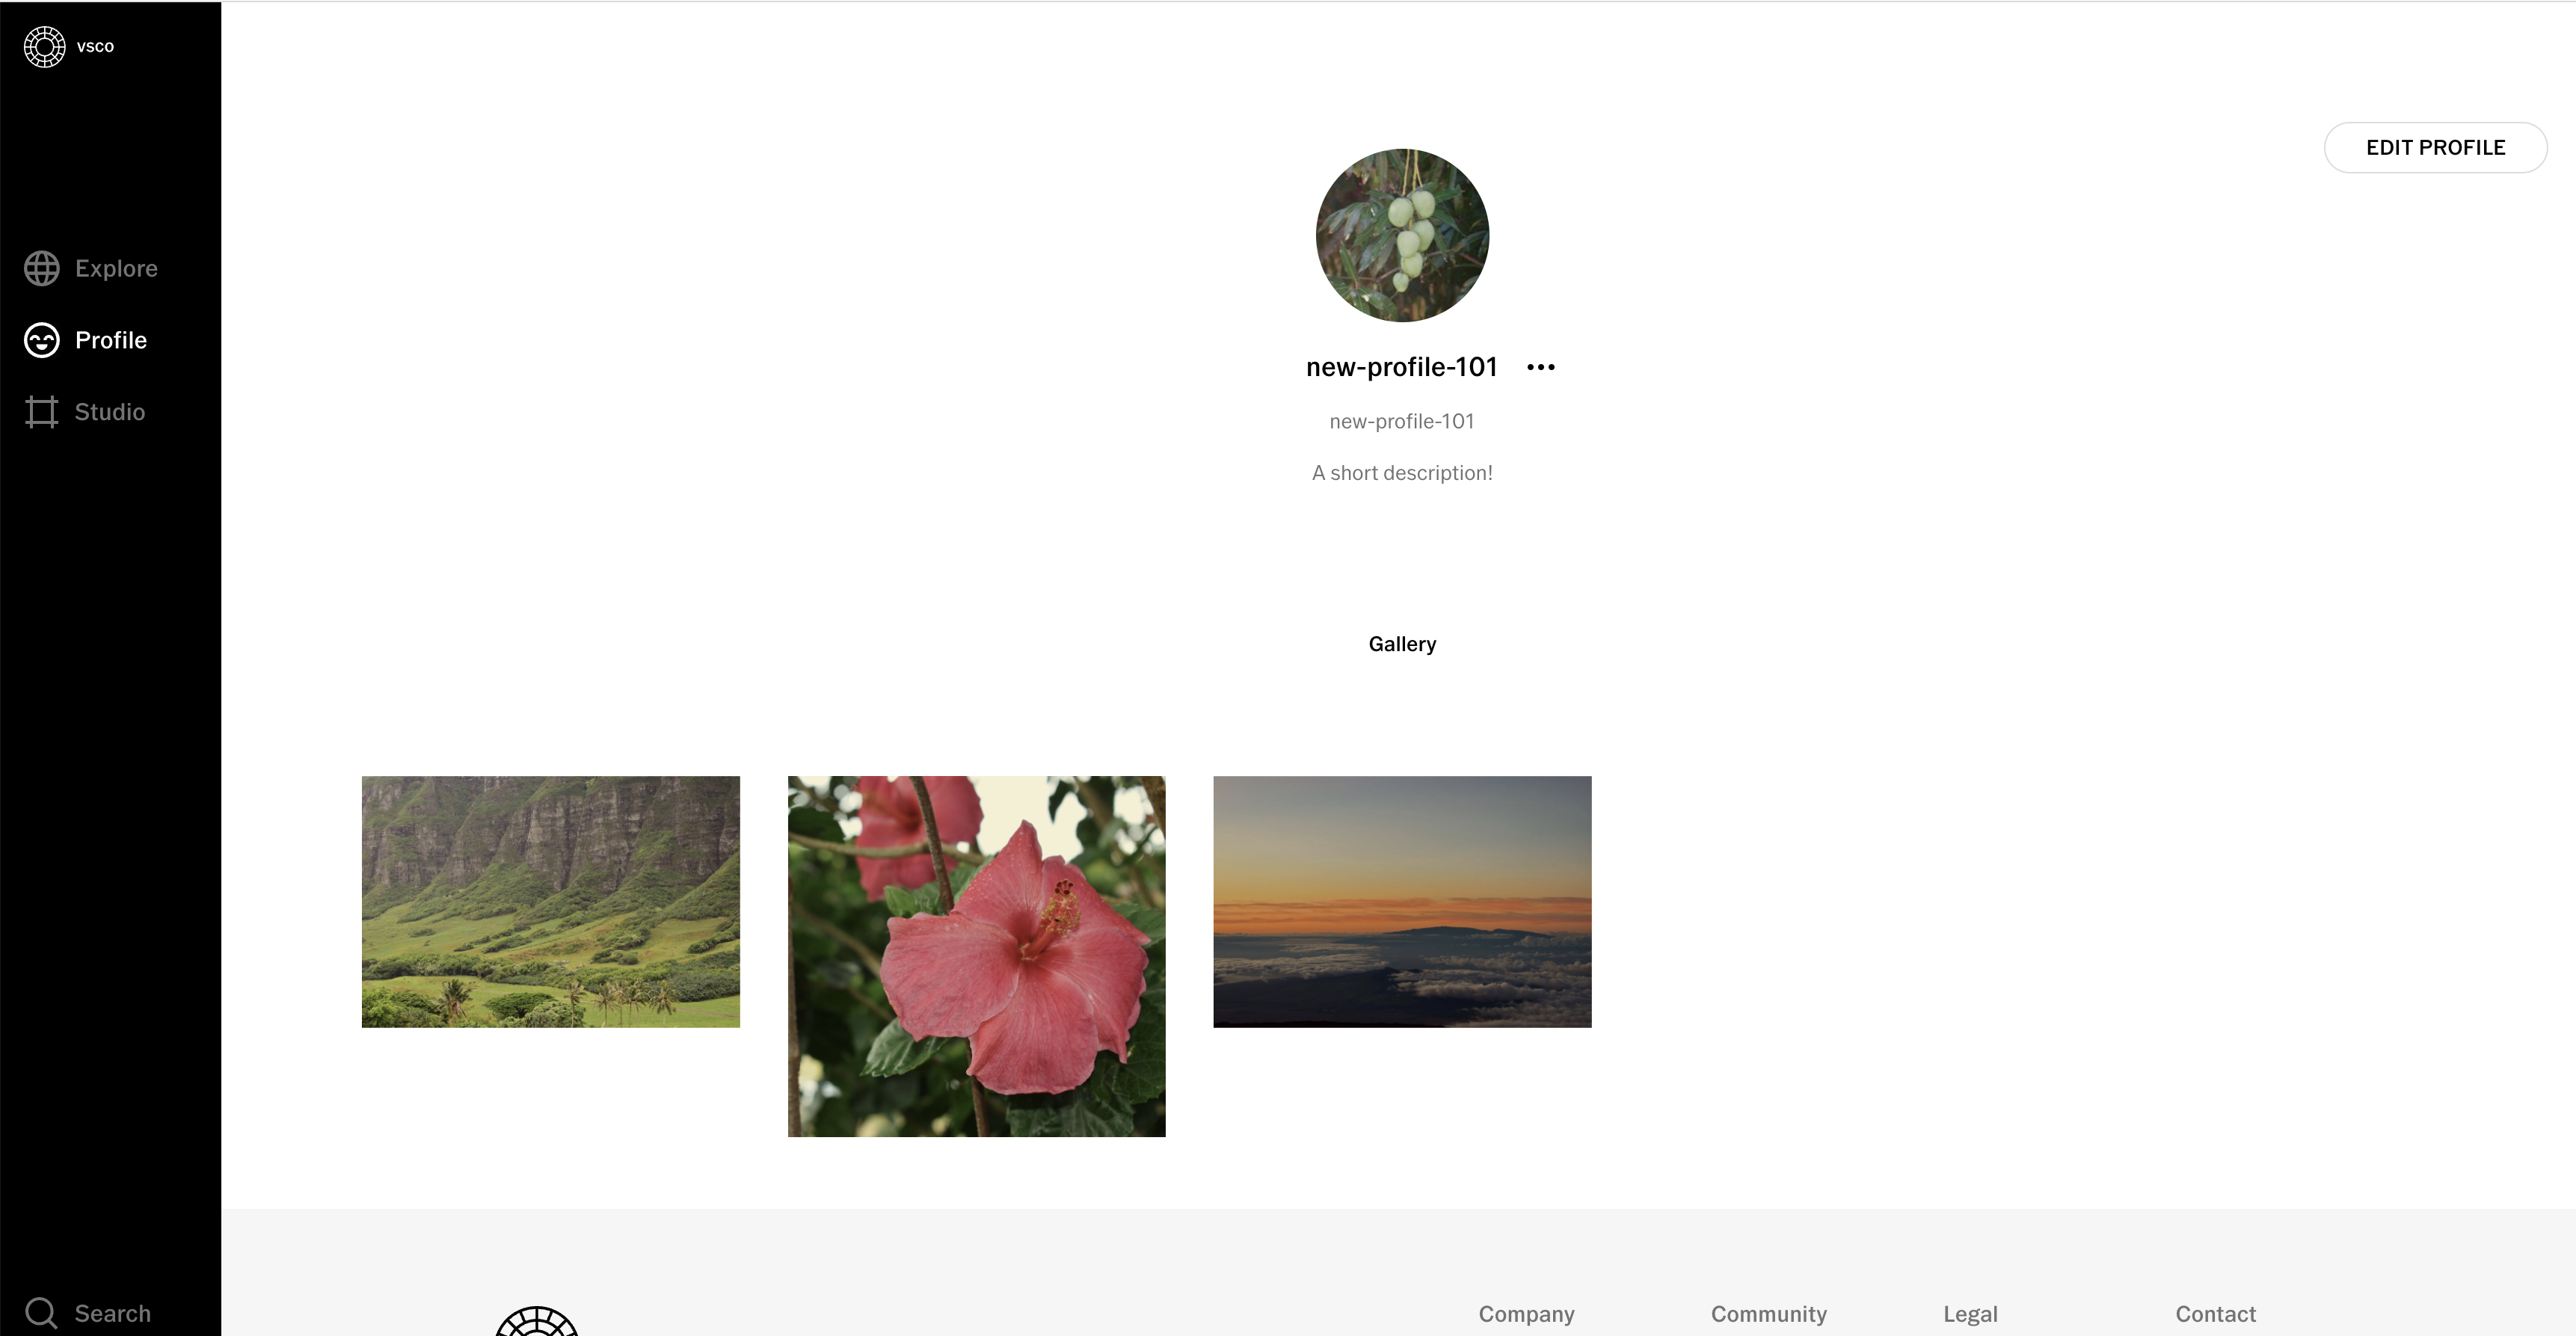 vsco
Explore
Profile
Studio
Search
EDIT PROFILE
new-profile-101
new-profile-101
A short description!
Gallery
Company Community Legal Contact